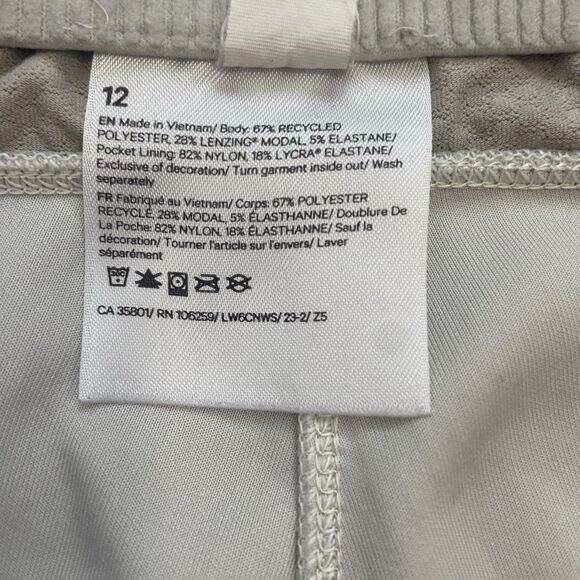 12
EN Made in Vietnam/ Body: 67% RECYCLED
POLYESTER, 28% LENZING® MODAL, 5% ELASTANE/
Pocket Lining: 82% NYLON, 18% LYCRA® ELASTANE/
Exclusive of decoration/ Turn garment inside out/ Wash
separately
FR Fabriqué au Vietnam/ Corps: 67% POLYESTER
RECYCLÉ, 28% MODAL, 5% ÉLASTHANNE/ Doublure De
La Poche: 82% NYLON, 18% ÉLASTHANNE/ Sauf la
décoration/ Tourner l'article sur l'envers/ Laver
séparément
CA 35801/ RN 106259/ LW6CNWS/ 23-2/ Z5